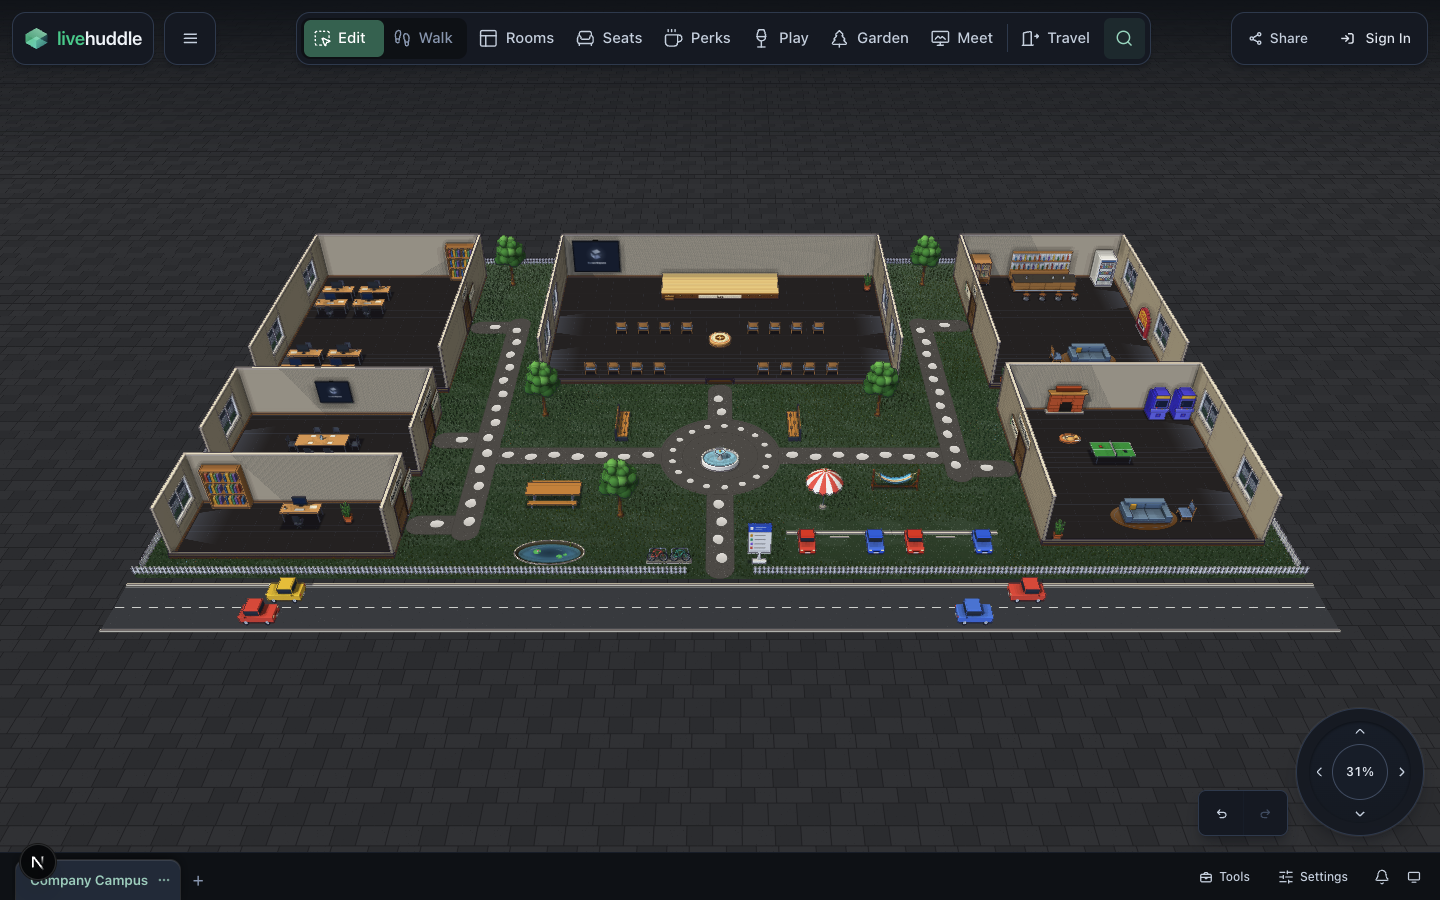 livehuddle
Edit
Walk
Rooms
Seats
Perks
Play
Garden
Meet
Travel
Share
Sign In
31%
N
Company Campus
Tools
Settings